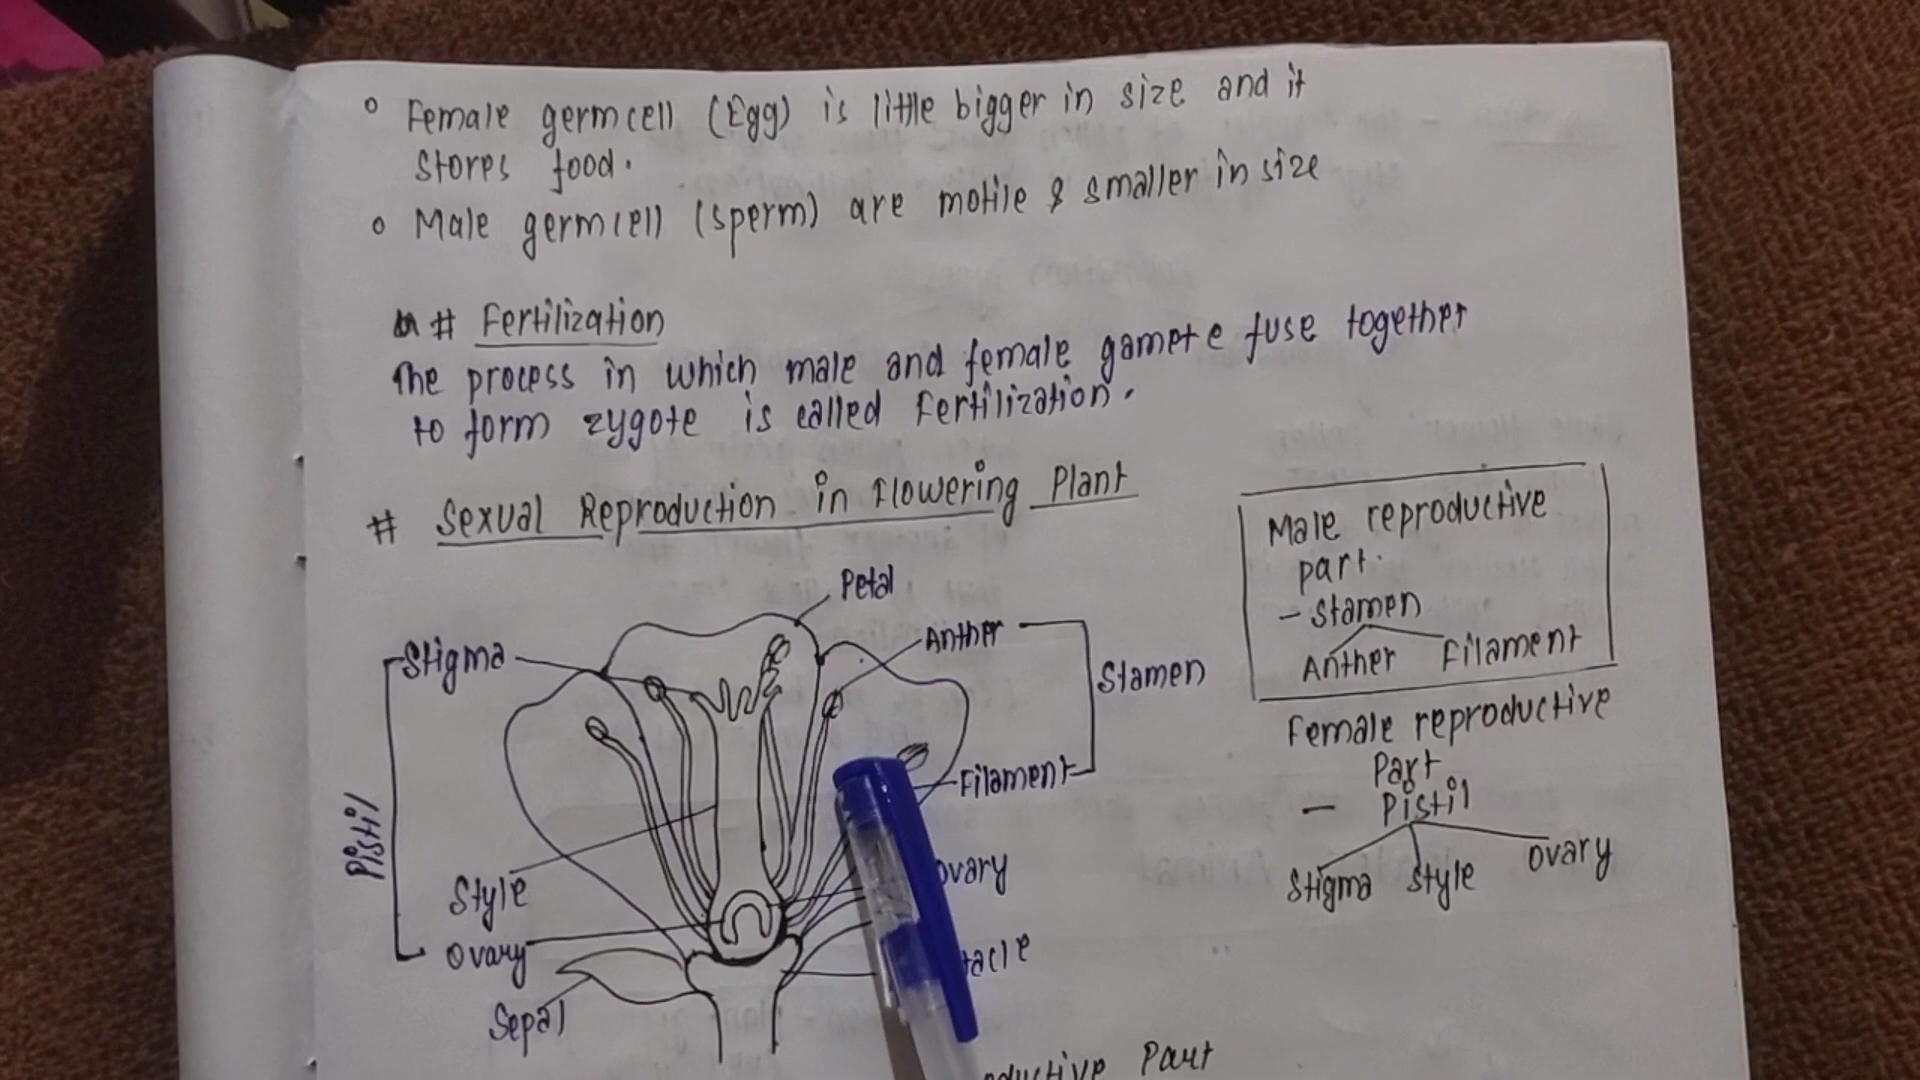 Female germcell (Egg) is little bigger in size and it
stores food.
Male germcell (sperm) are motile & smaller in size
# Fertilization
The process in which male and female gamete fuse together
to form zygote is called Fertilization.
# Sexual Reproduction in Flowering Plant
Petal
Stigma
Anther
Stamen
Filament
Pistil
Style
Ovary
Ovary
Sepal
Male reproductive
part.
- Stamen
Anther Filament
Female reproductive
Part
- Pistil
Stigma Style Ovary
Part